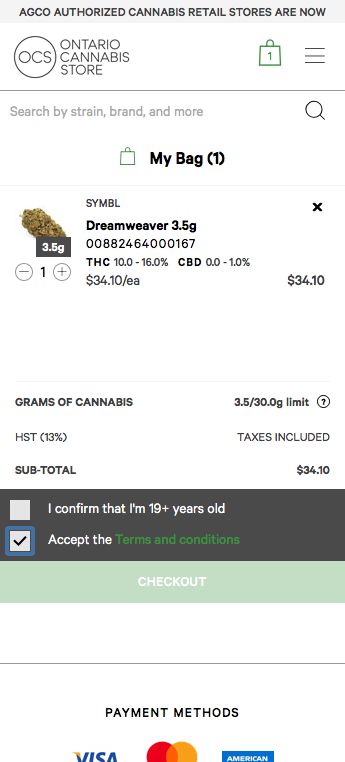 AGCO AUTHORIZED CANNABIS RETAIL STORES ARE NOW
OCS
ONTARIO
CANNABIS
STORE
1
Search by strain, brand, and more
My Bag (1)
SYMBL
Dreamweaver 3.5g
00882464000167
3.5g
THC 10.0 - 16.0% CBD 0.0 - 1.0%
1
$34.10/ea
$34.10
GRAMS OF CANNABIS 3.5/30.0g limit ?
HST (13%) TAXES INCLUDED
SUB-TOTAL $34.10
I confirm that I'm 19+ years old
Accept the Terms and conditions
CHECKOUT
PAYMENT METHODS
VISA
AMERICAN